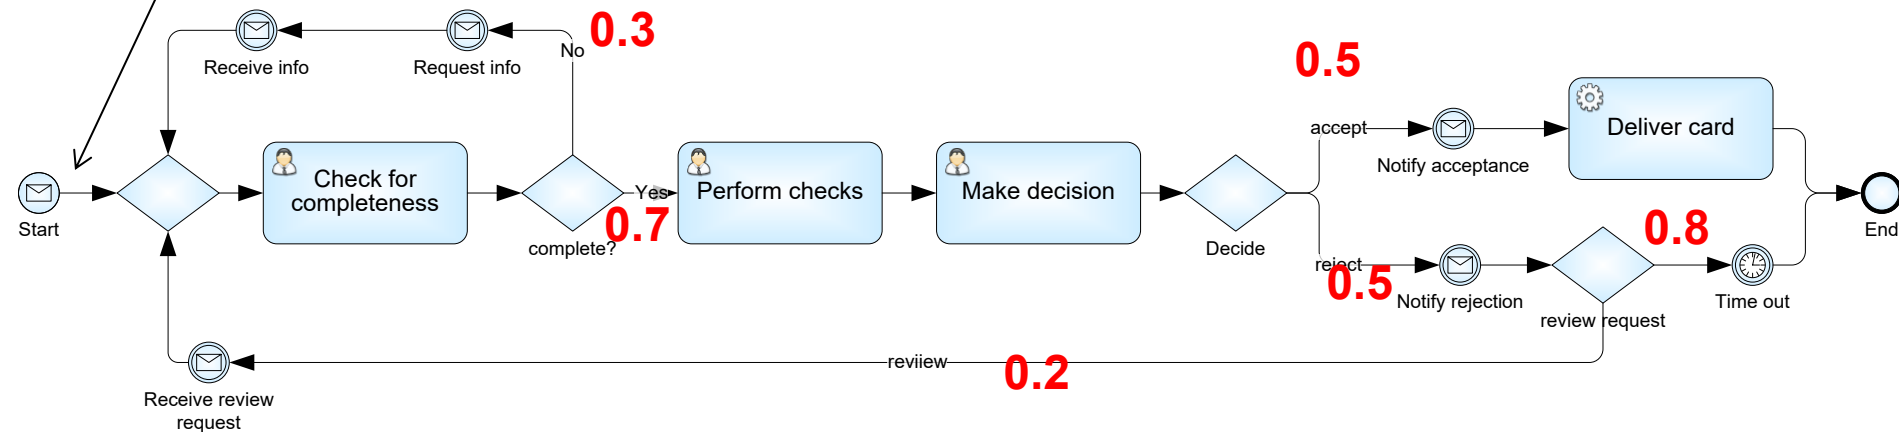 No
0.3
Receive info
Request info
0.5
accept
Notify acceptance
Deliver card
Start
Check for
completeness
Yes
0.7
complete?
Perform checks
Make decision
Decide
reject
0.5
Notify rejection
0.8
review request
Time out
End
reviiew
0.2
Receive review
request